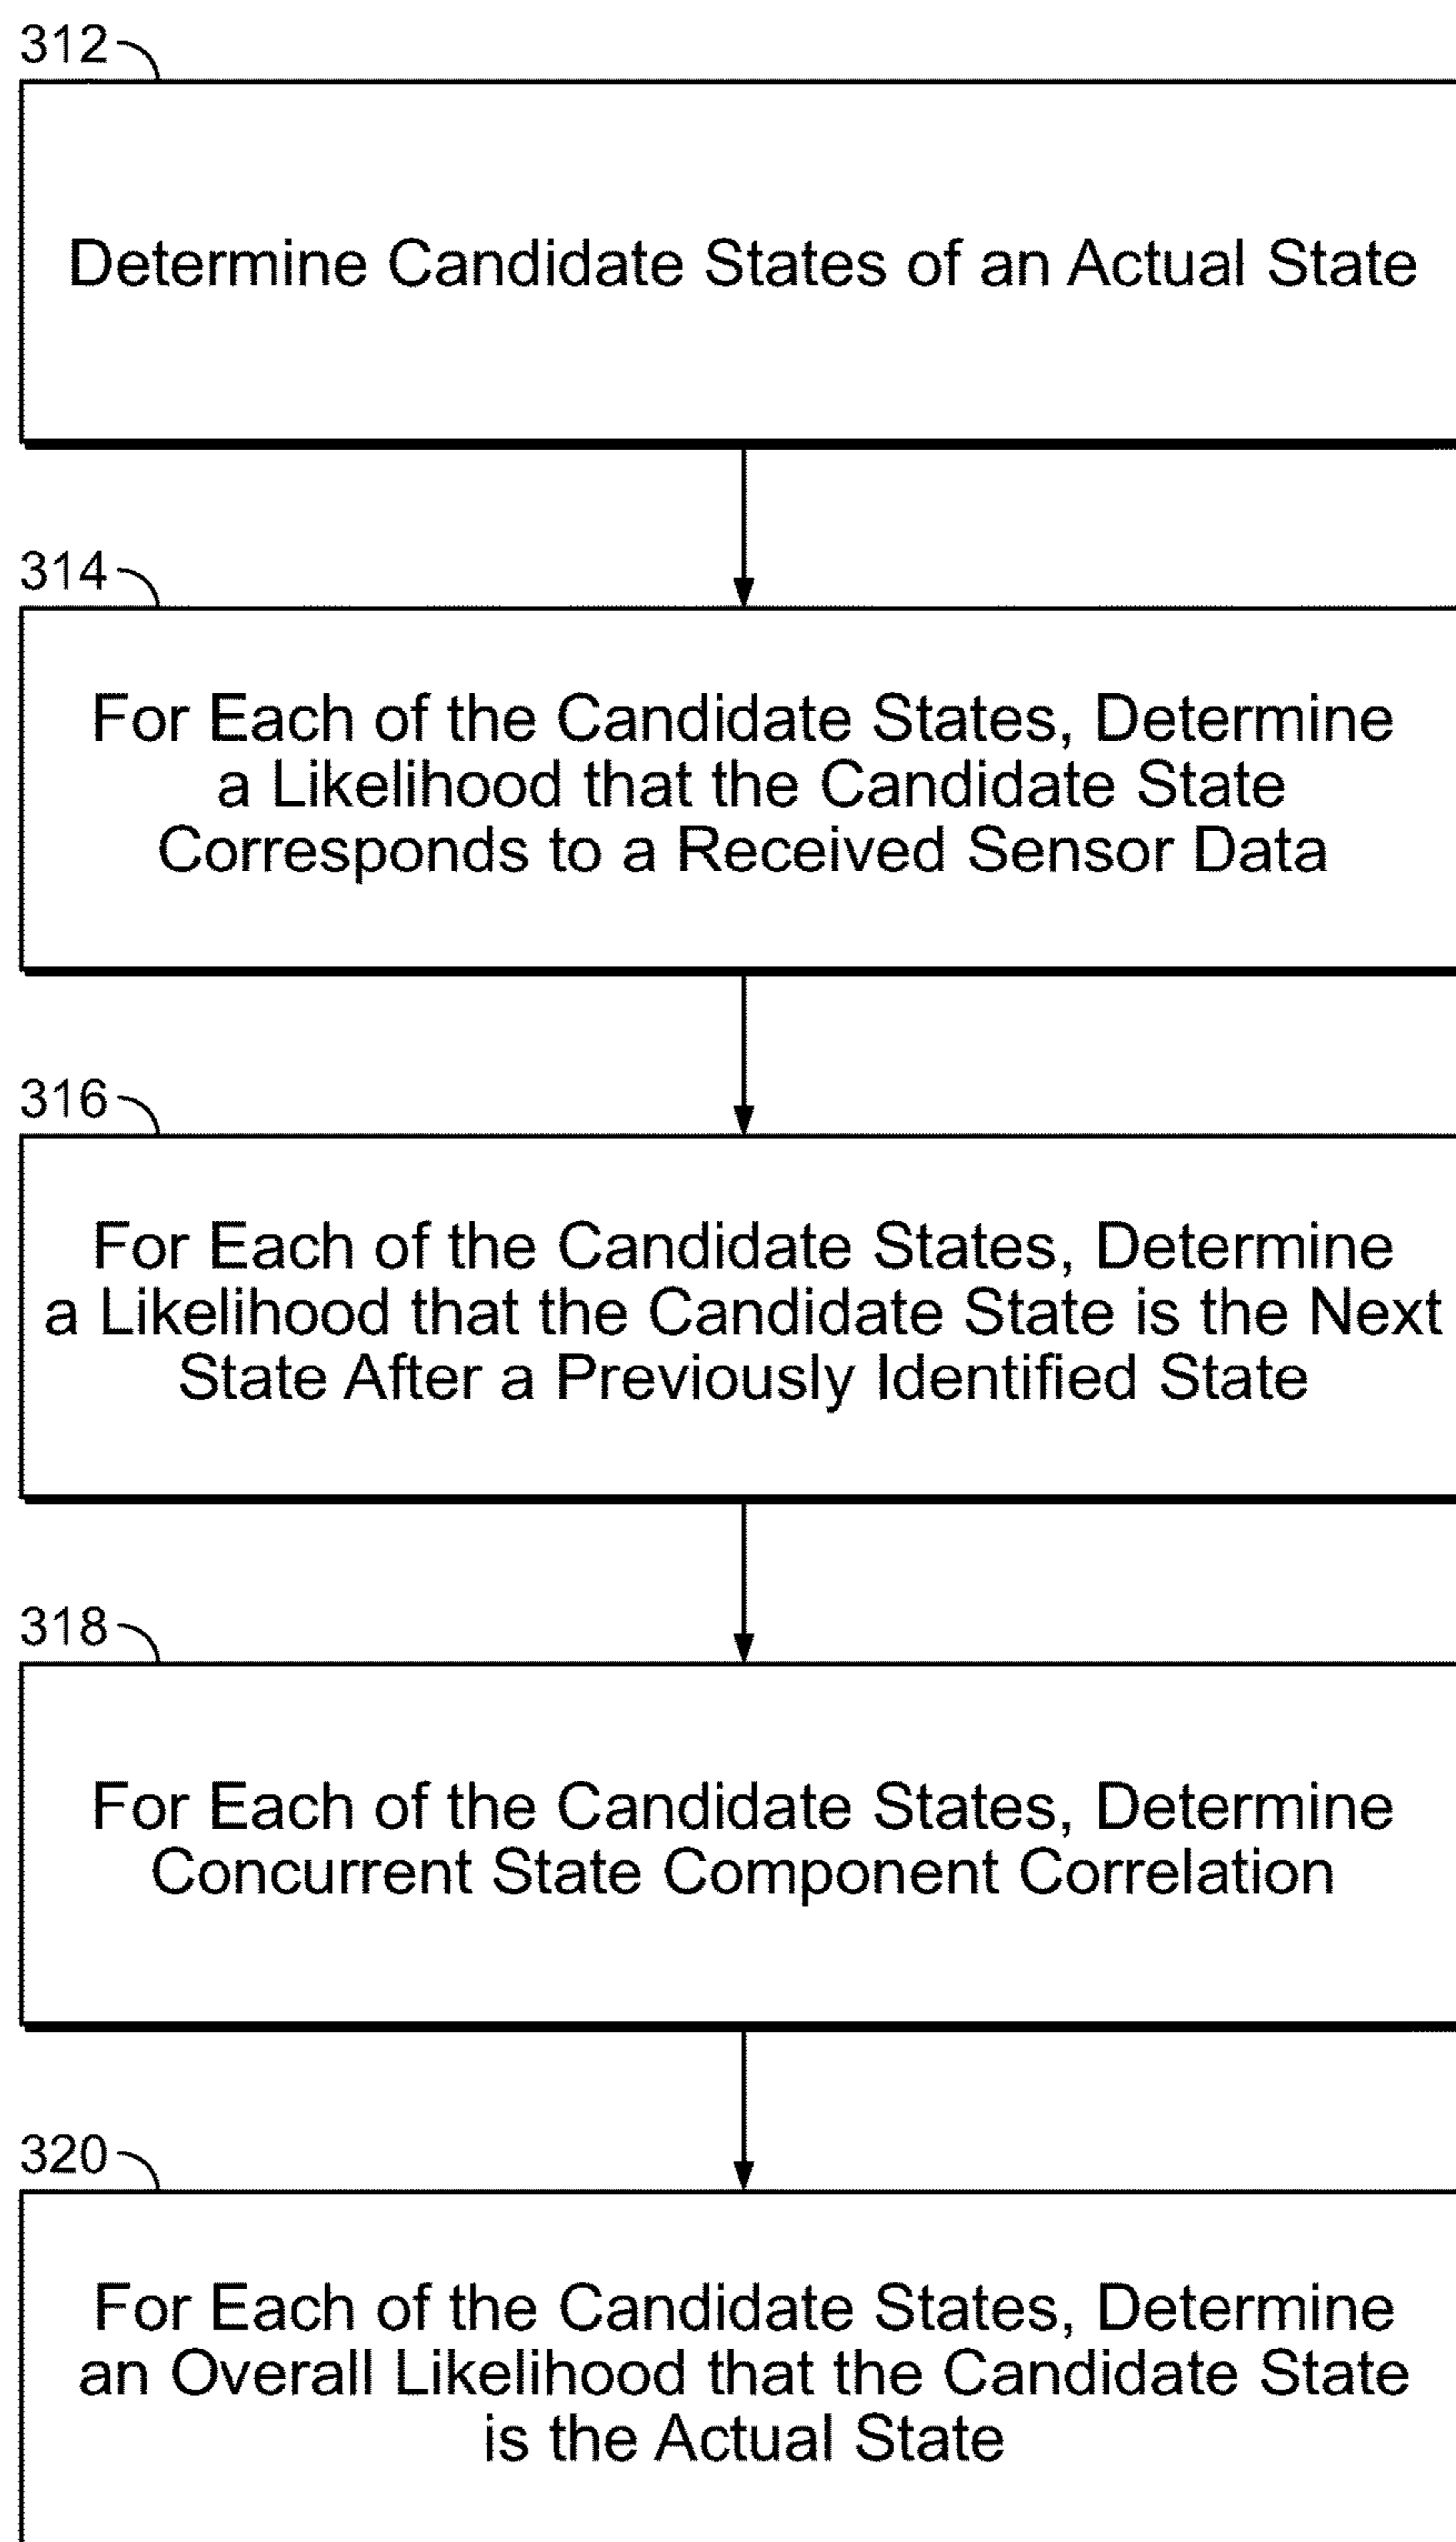 312
Determine Candidate States of an Actual State
314
For Each of the Candidate States, Determine
a Likelihood that the Candidate State
Corresponds to a Received Sensor Data
316
For Each of the Candidate States, Determine
a Likelihood that the Candidate State is the Next
State After a Previously Identified State
318
For Each of the Candidate States, Determine
Concurrent State Component Correlation
320
For Each of the Candidate States, Determine
an Overall Likelihood that the Candidate State
is the Actual State